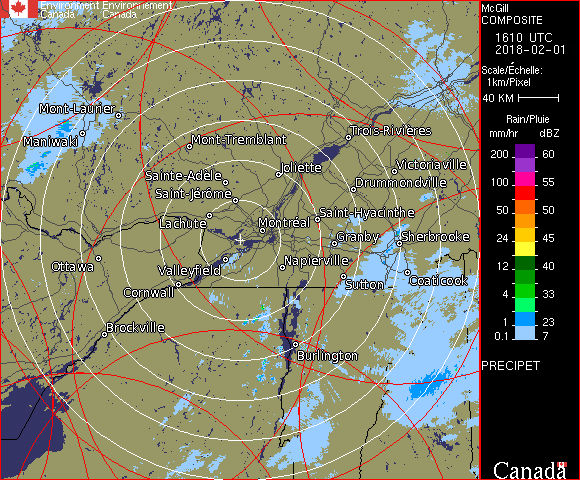 Environment Environnement
Canada Canada
McGill
COMPOSITE
1610 UTC
2018-02-01
Scale/Échelle:
1km/Pixel
40 KM
Rain/Pluie
mm/hr dBZ
200 60
100 55
50 50
24 45
12 40
4 33
1 23
0.1 7
PRECIPET
Canada
Mont-Laurier
Maniwaki
Mont-Tremblant
Trois-Rivières
Joliette
Victoriaville
Sainte-Adèle
Drummondville
Saint-Jérôme
Saint-Hyacinthe
Lachute
Montréal
Granby
Sherbrooke
Ottawa
Valleyfield
Napierville
Coaticook
Sutton
Cornwall
Brockville
Burlington